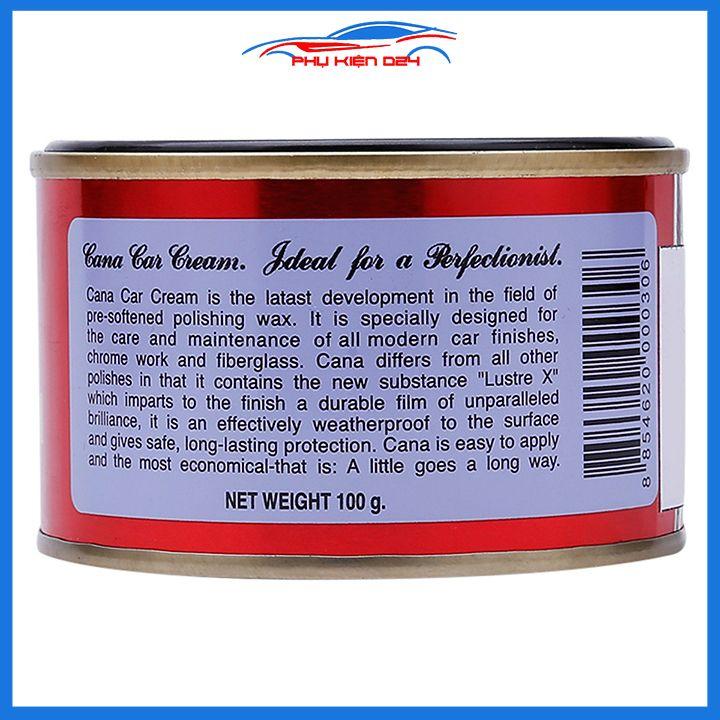 PHỤ KIỆN D24
Cana Car Cream. Ideal for a Perfectionist.
Cana Car Cream is the latast development in the field of
pre-softened polishing wax. It is specially designed for
the care and maintenance of all modern car finishes,
chrome work and fiberglass. Cana differs from all other
polishes in that it contains the new substance "Lustre X"
which imparts to the finish a durable film of unparalleled
brilliance, it is an effectively weatherproof to the surface
and gives safe, long-lasting protection. Cana is easy to apply
and the most economical-that is: A little goes a long way.
NET WEIGHT 100 g.
8 854620 000306